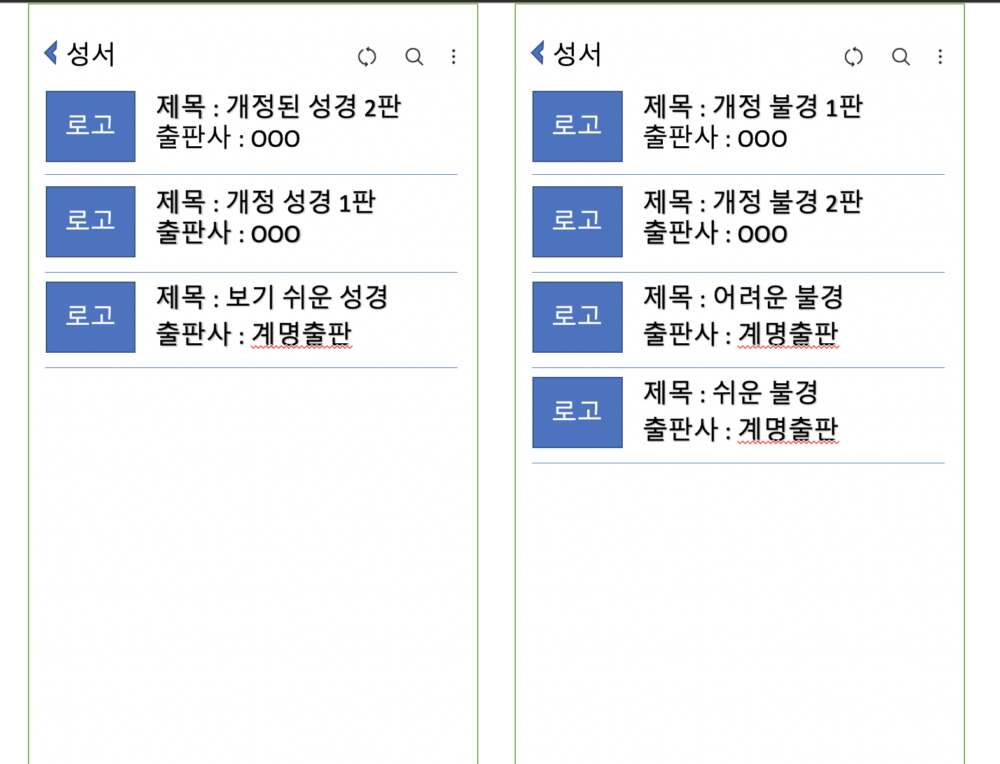 성서
로고
제목 : 개정된 성경 2판
출판사 : OOO
로고
제목 : 개정 성경 1판
출판사 : OOO
로고
제목 : 보기 쉬운 성경
출판사 : 계명출판
성서
로고
제목 : 개정 불경 1판
출판사 : OOO
로고
제목 : 개정 불경 2판
출판사 : OOO
로고
제목 : 어려운 불경
출판사 : 계명출판
로고
제목 : 쉬운 불경
출판사 : 계명출판